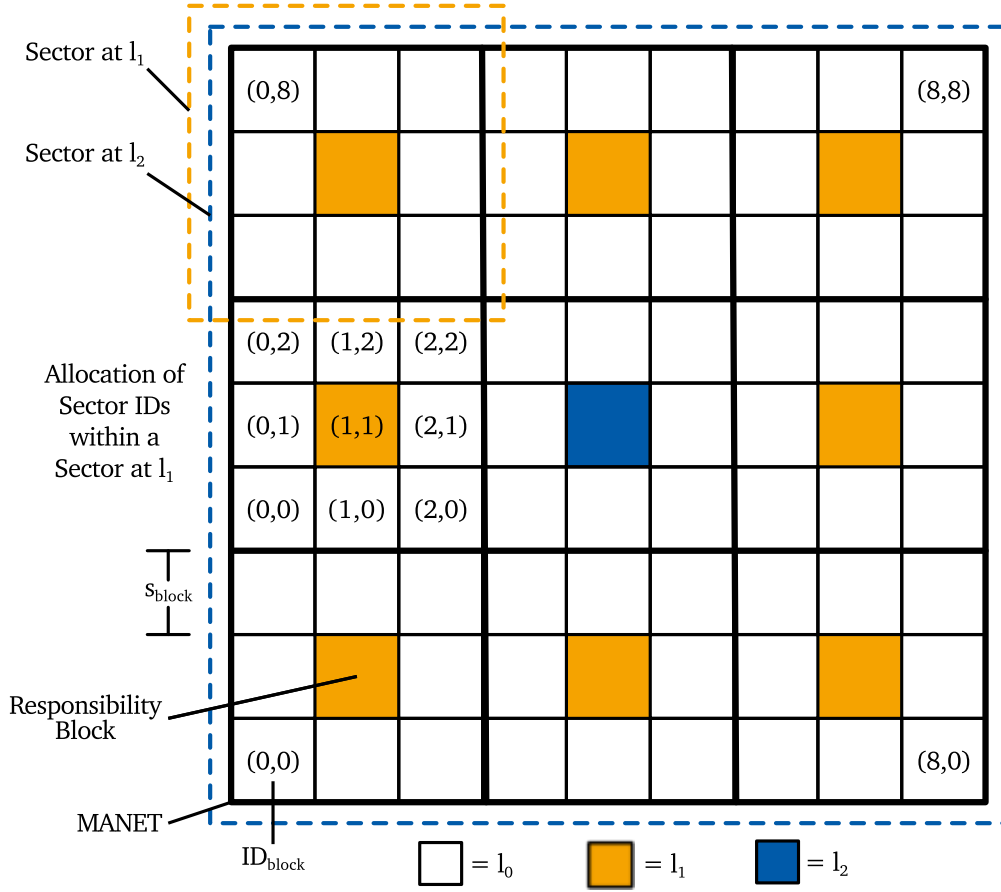 Sector at l1
(0,8)
(8,8)
Sector at l2
(0,2) (1,2) (2,2)
Allocation of
Sector IDs
within a
Sector at l1
(0,1) (1,1) (2,1)
(0,0) (1,0) (2,0)
sblock
Responsibility
Block
(0,0)
(8,0)
MANET
IDblock
= l0
= l1
= l2